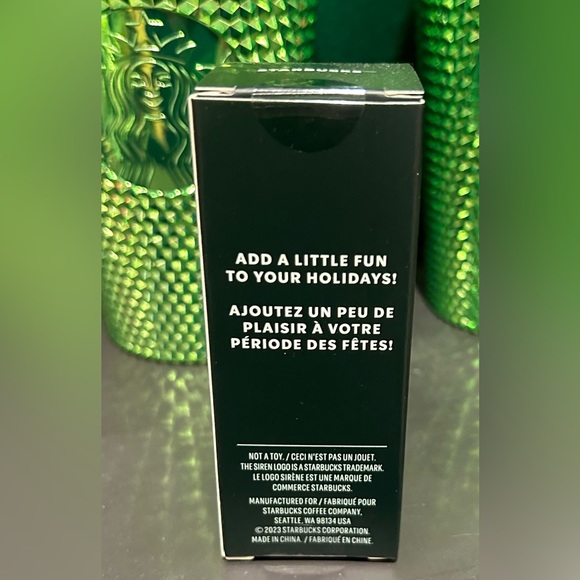 STARBUCKS
ADD A LITTLE FUN
TO YOUR HOLIDAYS!
AJOUTEZ UN PEU DE
PLAISIR À VOTRE
PÉRIODE DES FÊTES!
NOT A TOY. / CECI N'EST PAS UN JOUET.
THE SIREN LOGO IS A STARBUCKS TRADEMARK.
LE LOGO SIRÈNE EST UNE MARQUE DE
COMMERCE STARBUCKS.
MANUFACTURED FOR / FABRIQUÉ POUR
STARBUCKS COFFEE COMPANY,
SEATTLE, WA 98134 USA
© 2023 STARBUCKS CORPORATION.
MADE IN CHINA. / FABRIQUÉ EN CHINE.